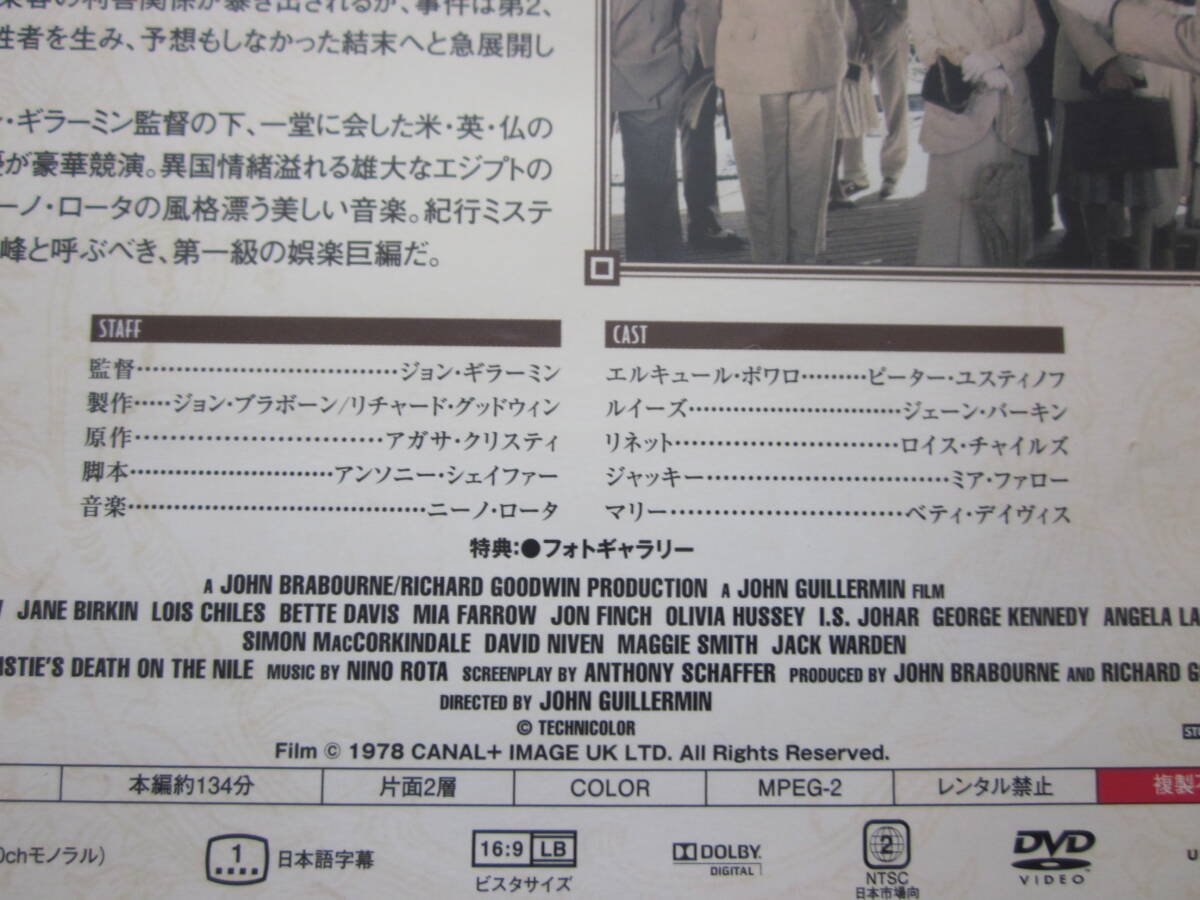 客の利害関係が暴き出されるが、事件は第2、
牲者を生み、予想もしなかった結末へと急展開し
・ギラーミン監督の下、一堂に会した米・英・仏の
が豪華競演。異国情緒溢れる雄大なエジプトの
ーノ・ロータの風格漂う美しい音楽。紀行ミステ
峰と呼ぶべき、第一級の娯楽巨編だ。
STAFF
監督……………………………ジョン・ギラーミン
製作……ジョン・ブラボーン/リチャード・グッドウィン
原作……………………………アガサ・クリスティ
脚本………………………アンソニー・シェイファー
音楽…………………………………ニーノ・ロータ
CAST
エルキュール・ポワロ………ピーター・ユスティノフ
ルイーズ…………………………ジェーン・バーキン
リネット…………………………ロイス・チャイルズ
ジャッキー……………………………ミア・ファロー
マリー……………………………ベティ・デイヴィス
特典:●フォトギャラリー
A JOHN BRABOURNE/RICHARD GOODWIN PRODUCTION A JOHN GUILLERMIN FILM
JANE BIRKIN LOIS CHILES BETTE DAVIS MIA FARROW JON FINCH OLIVIA HUSSEY I.S. JOHAR GEORGE KENNEDY ANGELA LA
SIMON MACCORKINDALE DAVID NIVEN MAGGIE SMITH JACK WARDEN
ISTIE'S DEATH ON THE NILE MUSIC BY NINO ROTA SCREENPLAY BY ANTHONY SCHAFFER PRODUCED BY JOHN BRABOURNE AND RICHARD G
DIRECTED BY JOHN GUILLERMIN
© TECHNICOLOR
Film © 1978 CANAL+ IMAGE UK LTD. All Rights Reserved.
本編約134分 片面2層 COLOR MPEG-2 レンタル禁止 複製
0chモノラル) 1 日本語字幕 16:9 LB ビスタサイズ DOLBY DIGITAL 2 NTSC 日本市場向 DVD VIDEO